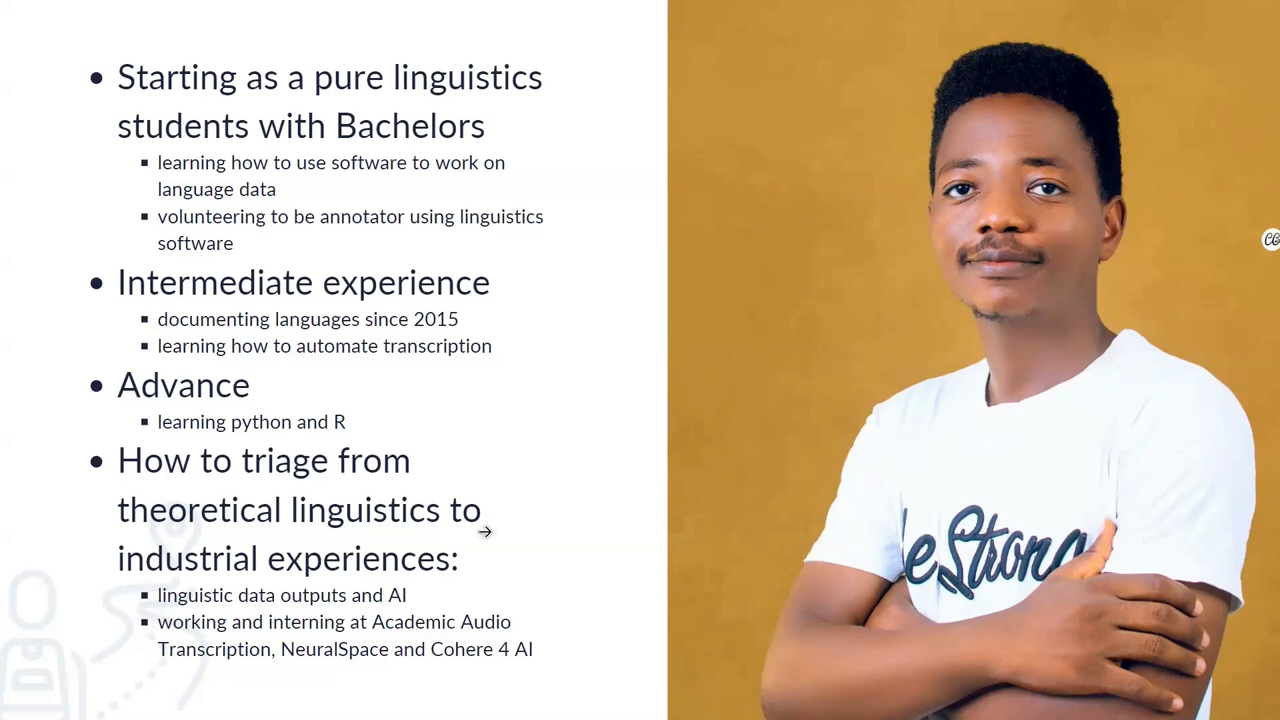 Starting as a pure linguistics
students with Bachelors
learning how to use software to work on
language data
volunteering to be annotator using linguistics
software
Intermediate experience
documenting languages since 2015
learning how to automate transcription
Advance
learning python and R
How to triage from
theoretical linguistics to
industrial experiences:
linguistic data outputs and AI
working and interning at Academic Audio
Transcription, NeuralSpace and Cohere 4 AI
Strong